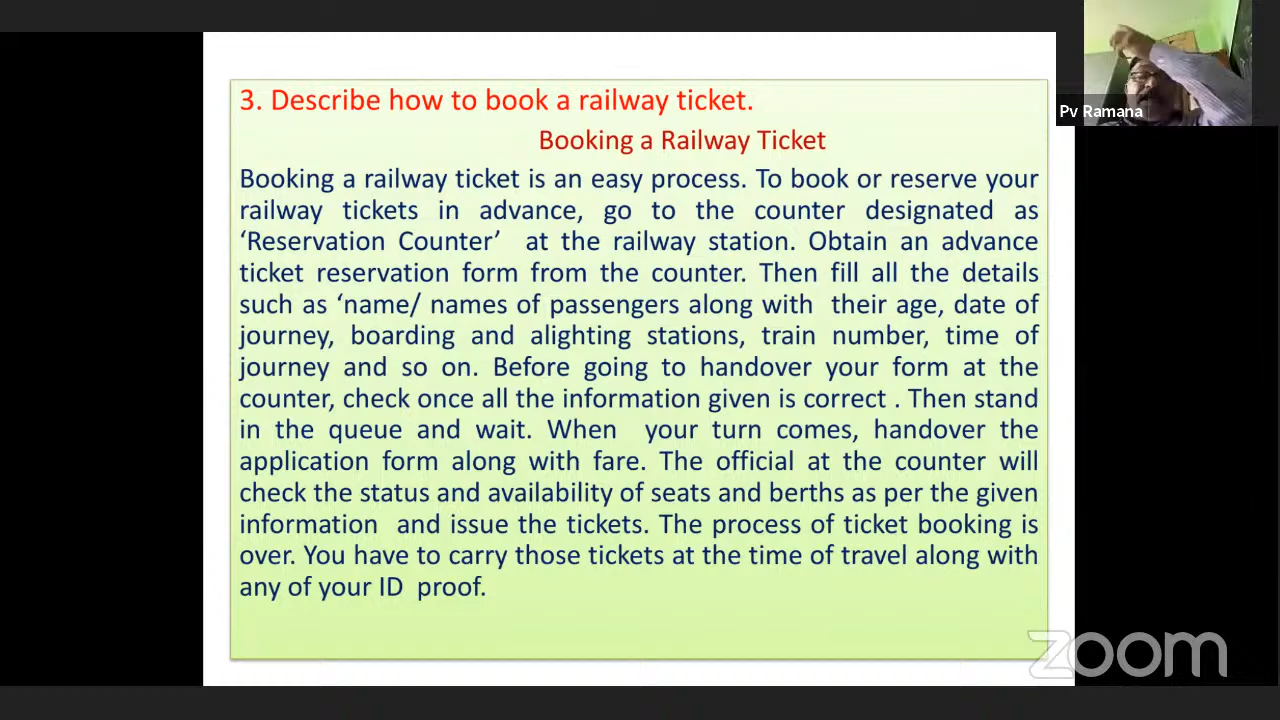 3. Describe how to book a railway ticket.
Booking a Railway Ticket
Booking a railway ticket is an easy process. To book or reserve your
railway tickets in advance, go to the counter designated as
‘Reservation Counter’ at the railway station. Obtain an advance
ticket reservation form from the counter. Then fill all the details
such as ‘name/ names of passengers along with their age, date of
journey, boarding and alighting stations, train number, time of
journey and so on. Before going to handover your form at the
counter, check once all the information given is correct . Then stand
in the queue and wait. When your turn comes, handover the
application form along with fare. The official at the counter will
check the status and availability of seats and berths as per the given
information and issue the tickets. The process of ticket booking is
over. You have to carry those tickets at the time of travel along with
any of your ID proof.
Pv Ramana
zoom